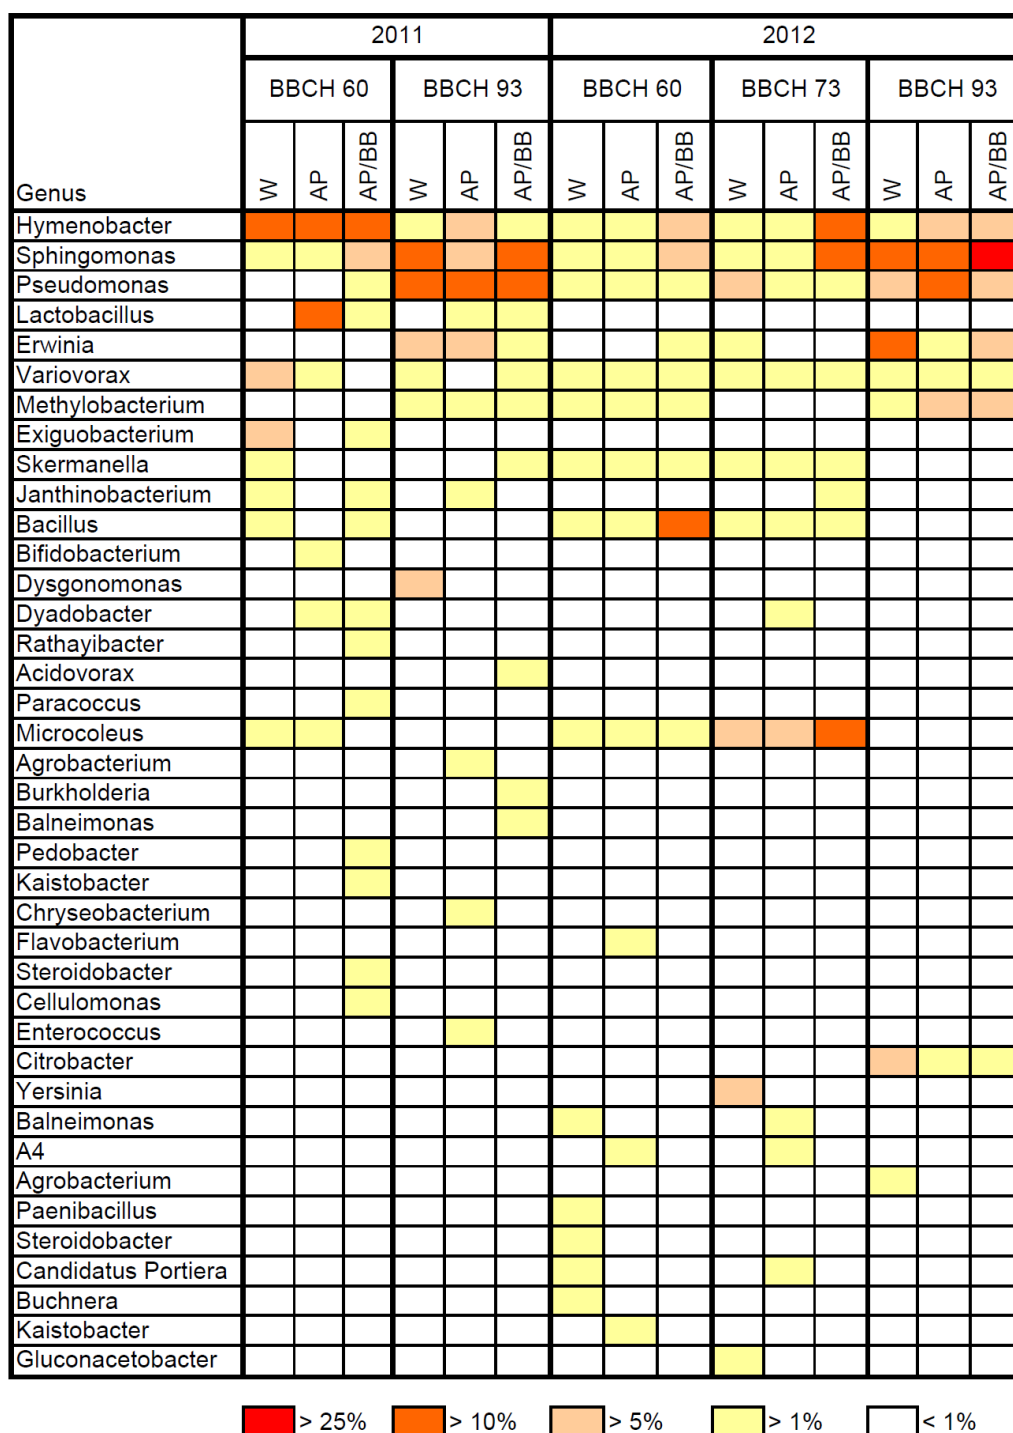 2011 2012
BBCH 60 BBCH 93 BBCH 60 BBCH 73 BBCH 93
Genus W AP AP/BB W AP AP/BB W AP AP/BB W AP AP/BB W AP AP/BB
Hymenobacter
Sphingomonas
Pseudomonas
Lactobacillus
Erwinia
Variovorax
Methylobacterium
Exiguobacterium
Skermanella
Janthinobacterium
Bacillus
Bifidobacterium
Dysgonomonas
Dyadobacter
Rathayibacter
Acidovorax
Paracoccus
Microcoleus
Agrobacterium
Burkholderia
Balneimonas
Pedobacter
Kaistobacter
Chryseobacterium
Flavobacterium
Steroidobacter
Cellulomonas
Enterococcus
Citrobacter
Yersinia
Balneimonas
A4
Agrobacterium
Paenibacillus
Steroidobacter
Candidatus Portiera
Buchnera
Kaistobacter
Gluconacetobacter
> 25% > 10% > 5% > 1% < 1%